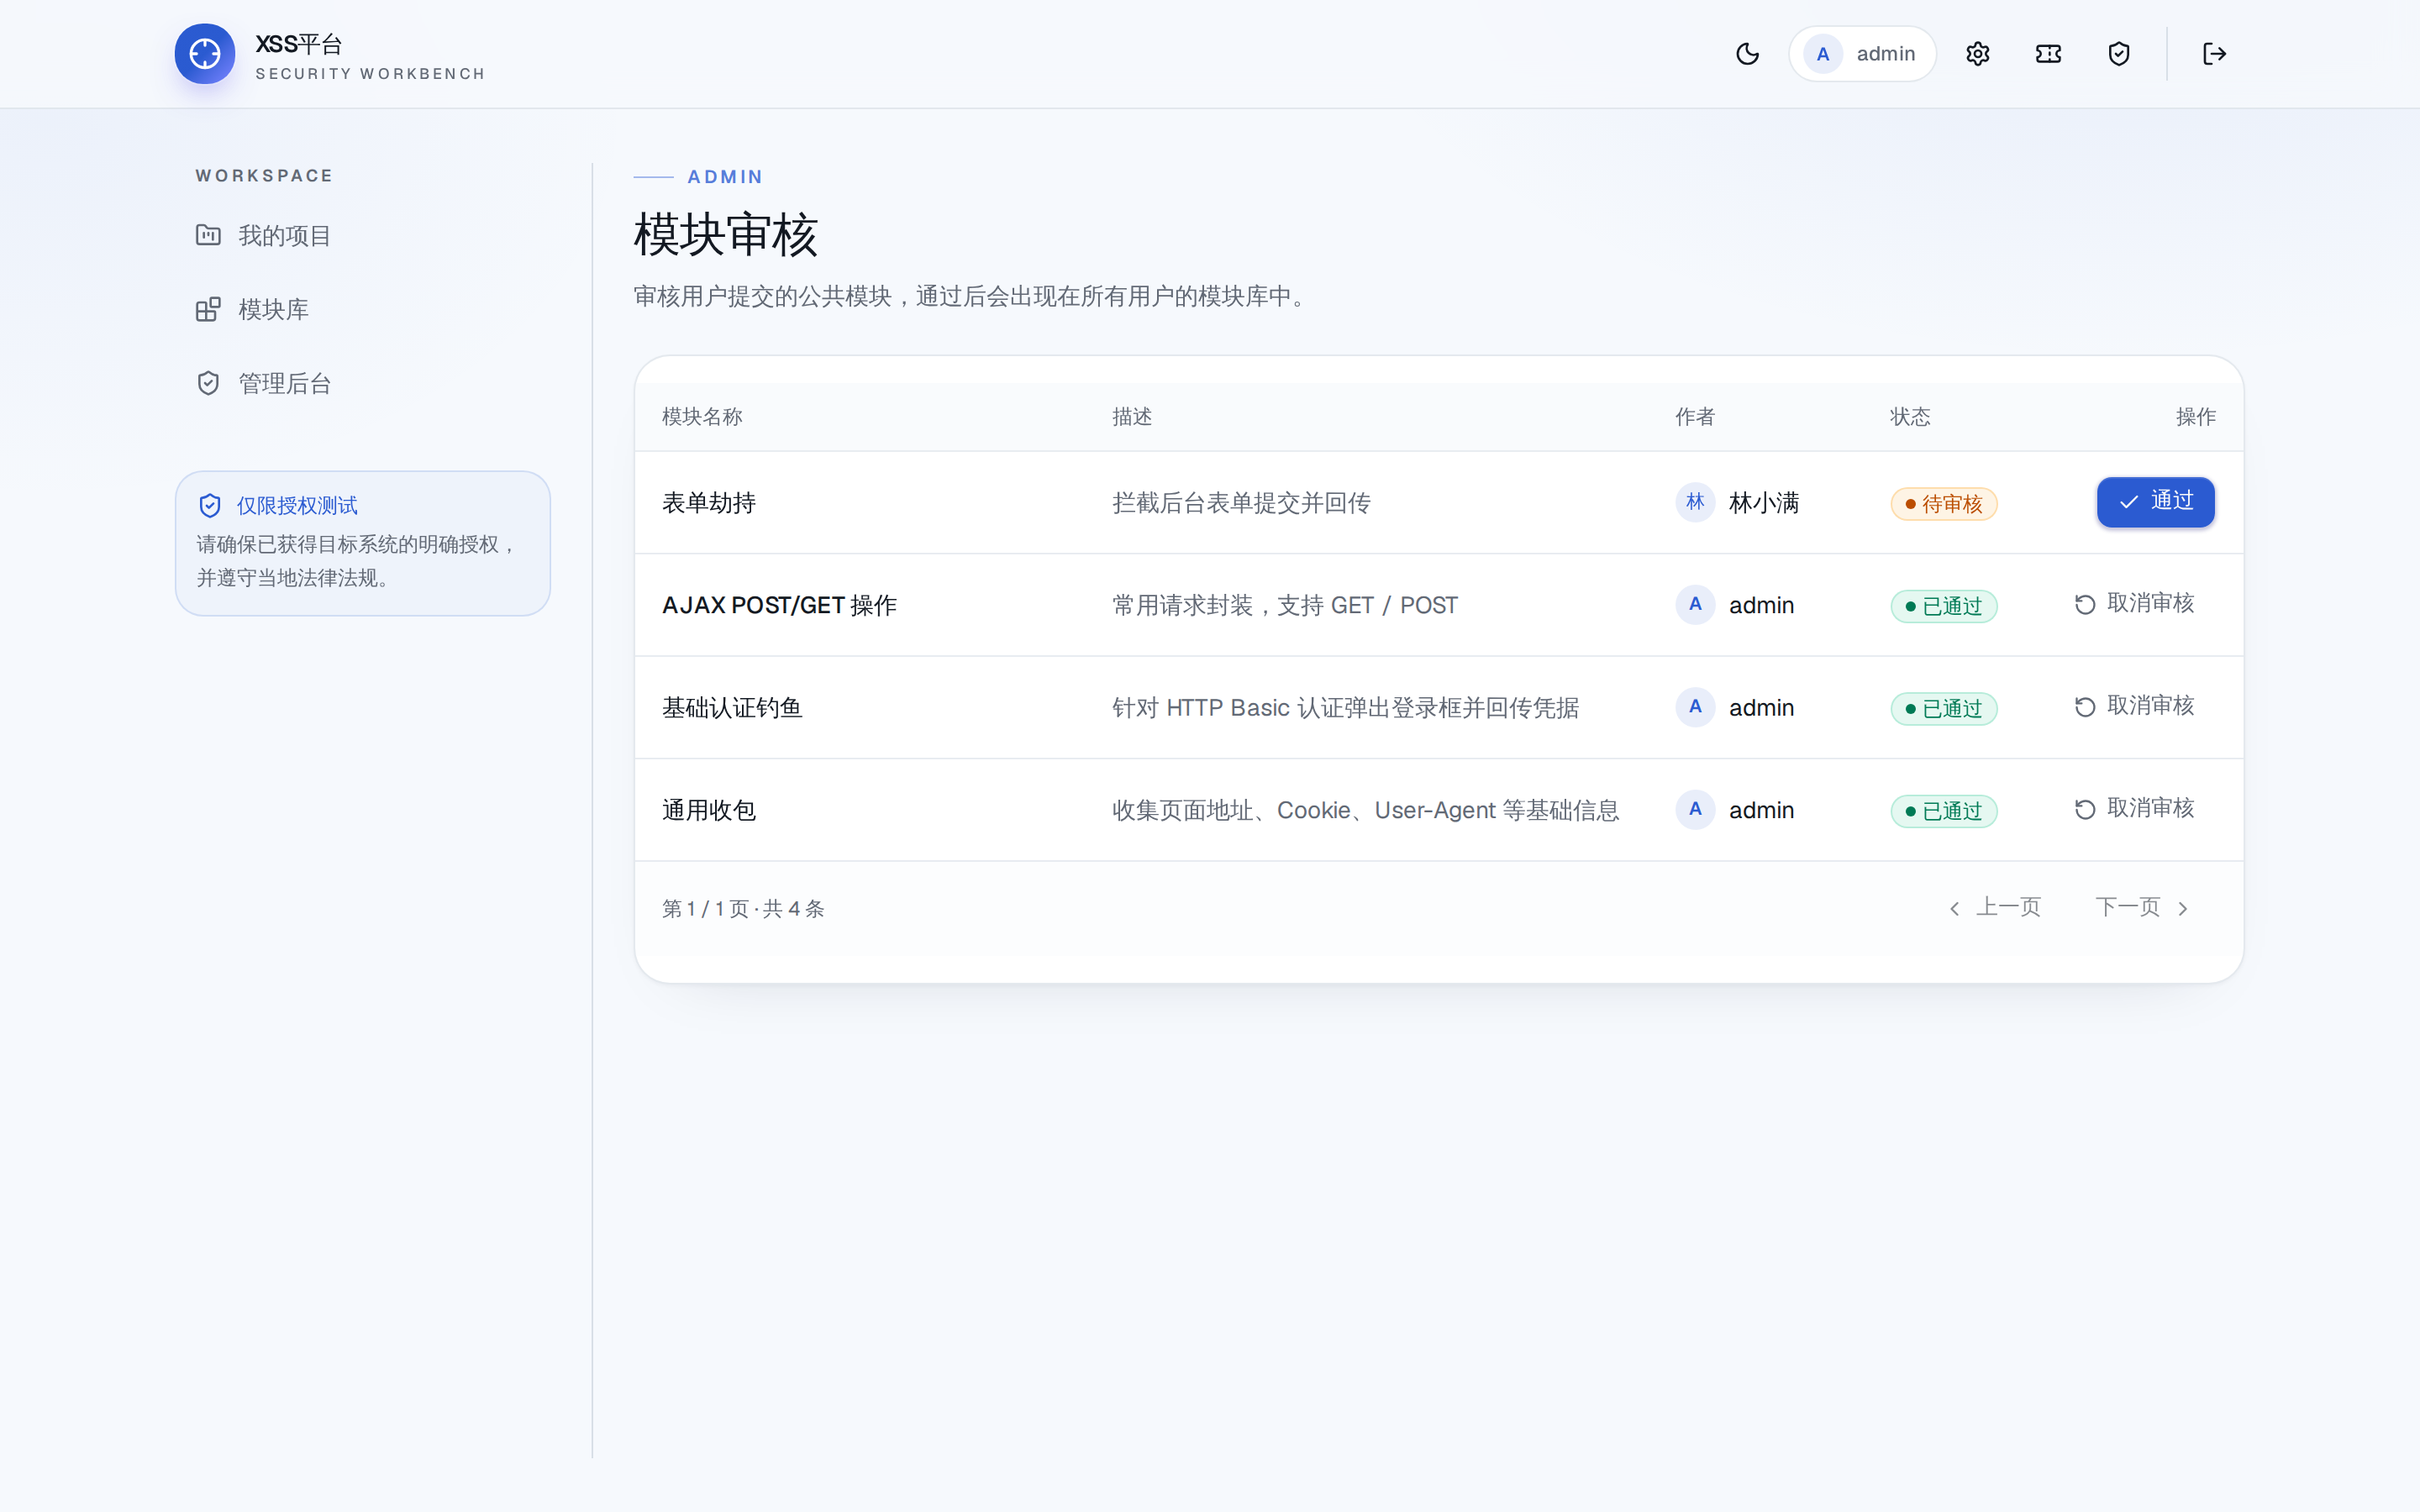 XSS平台
SECURITY WORKBENCH
A admin
WORKSPACE
我的项目
模块库
管理后台
仅限授权测试
请确保已获得目标系统的明确授权，
并遵守当地法律法规。
ADMIN
模块审核
审核用户提交的公共模块，通过后会出现在所有用户的模块库中。
模块名称 描述 作者 状态 操作
表单劫持 拦截后台表单提交并回传 林 林小满 待审核 通过
AJAX POST/GET 操作 常用请求封装，支持 GET / POST A admin 已通过 取消审核
基础认证钓鱼 针对 HTTP Basic 认证弹出登录框并回传凭据 A admin 已通过 取消审核
通用收包 收集页面地址、Cookie、User-Agent 等基础信息 A admin 已通过 取消审核
第 1 / 1 页 · 共 4 条 上一页 下一页